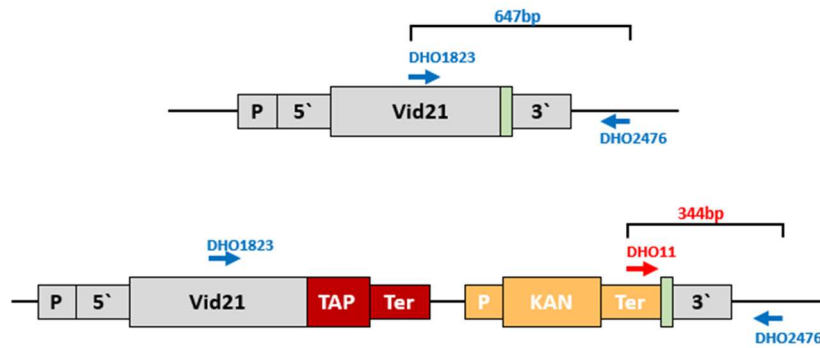 647bp
DHO1823
P 5` Vid21 3`
DHO2476
344bp
DHO1823 DHO11
P 5` Vid21 TAP Ter P KAN Ter 3`
DHO2476